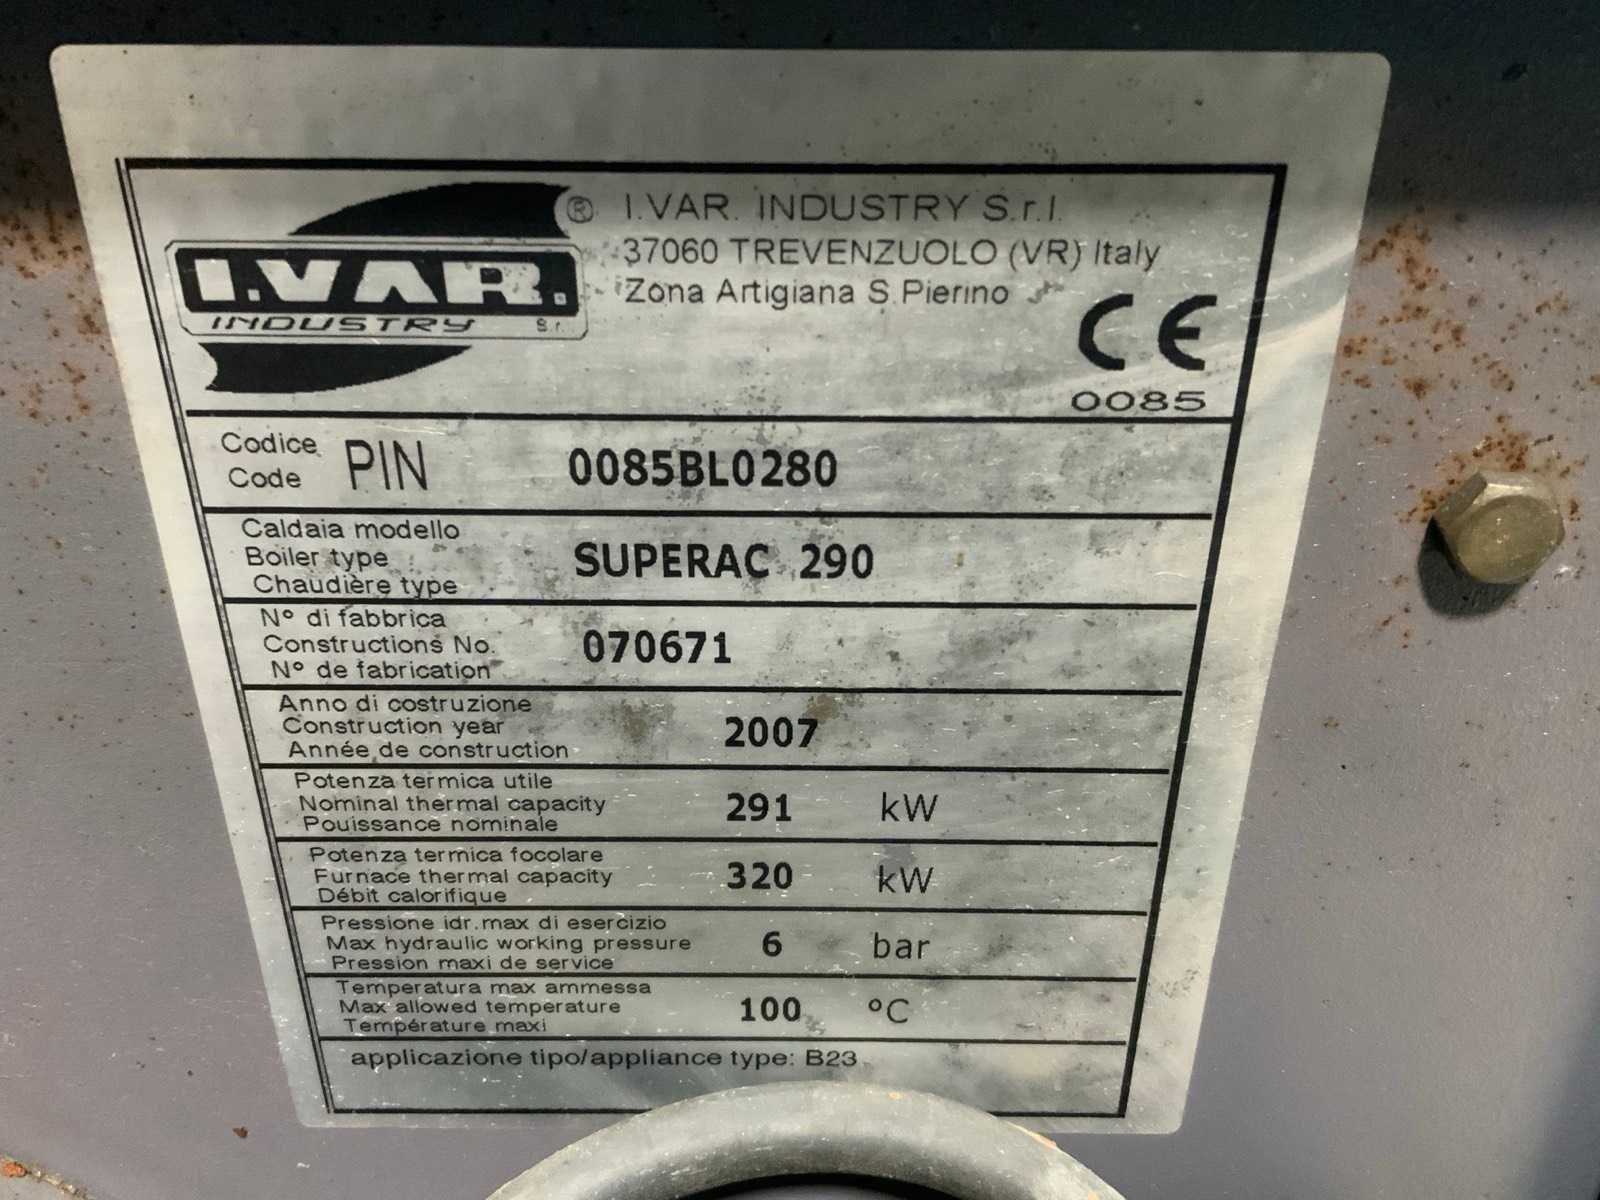 I.VAR.
INDUSTRY S.r.
® I.VAR. INDUSTRY S.r.l.
37060 TREVENZUOLO (VR) Italy
Zona Artigiana S.Pierino
CE
0085
Codice
Code PIN 0085BL0280
Caldaia modello
Boiler type SUPERAC 290
Chaudière type
N° di fabbrica
Constructions No. 070671
N° de fabrication
Anno di costruzione
Construction year 2007
Année de construction
Potenza termica utile
Nominal thermal capacity 291 kW
Pouissance nominale
Potenza termica focolare
Furnace thermal capacity 320 kW
Débit calorifique
Pressione idr.max di esercizio
Max hydraulic working pressure 6 bar
Pression maxi de service
Temperatura max ammessa
Max allowed temperature 100 °C
Température maxi
applicazione tipo/appliance type: B23